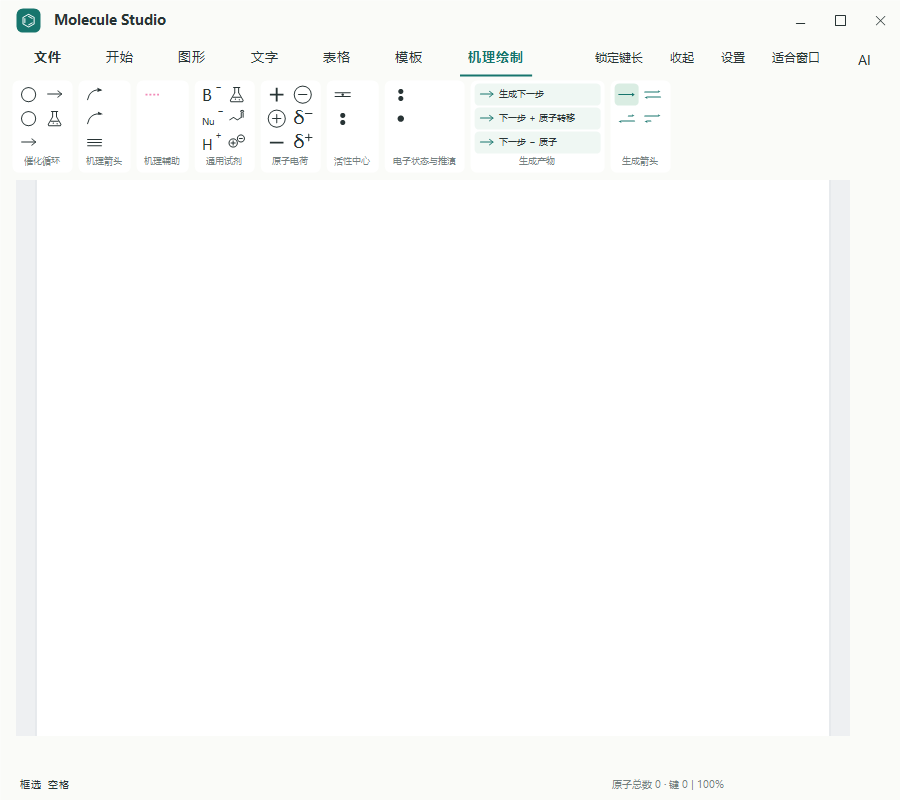 Molecule Studio
文件 开始 图形 文字 表格 模板 机理绘制 锁定键长 收起 设置 适合窗口 AI
B⁻
Nu⁻
H⁺
δ⁻
δ⁺
生成下一步
下一步 + 质子转移
下一步 − 质子
催化循环 机理箭头 机理辅助 通用试剂 原子电荷 活性中心 电子状态与推演 生成产物 生成箭头
框选 空格 原子总数 0 · 键 0 | 100%